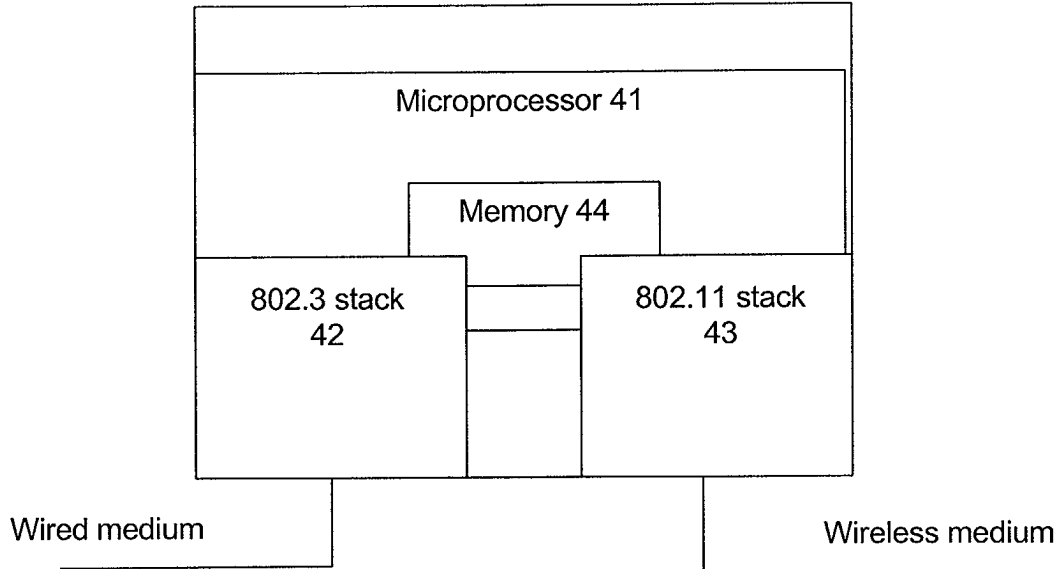 Microprocessor 41
Memory 44
802.3 stack
42
802.11 stack
43
Wired medium
Wireless medium